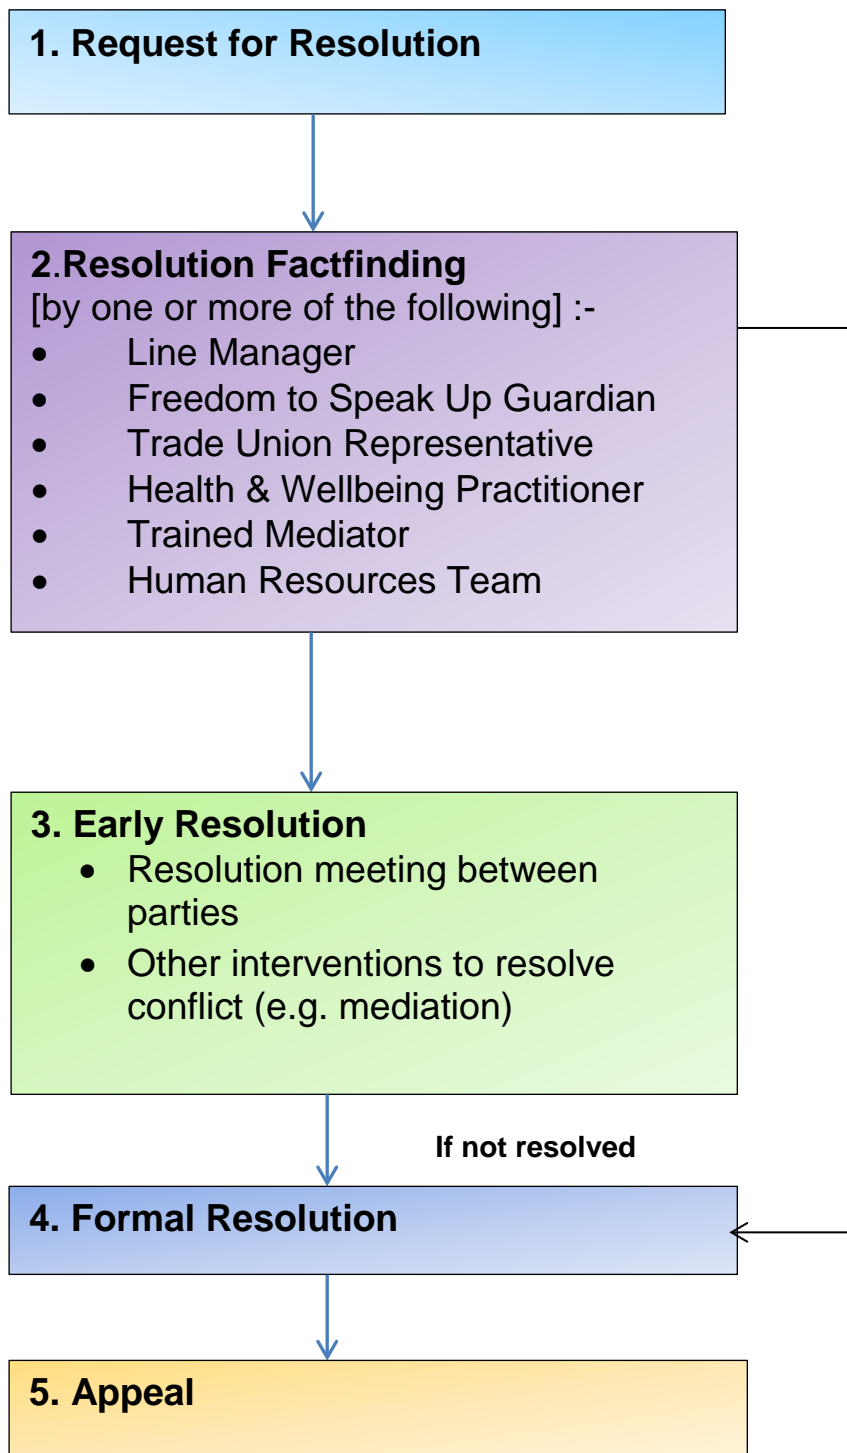 1. Request for Resolution
2.Resolution Factfinding
[by one or more of the following] :-
• Line Manager
• Freedom to Speak Up Guardian
• Trade Union Representative
• Health & Wellbeing Practitioner
• Trained Mediator
• Human Resources Team
3. Early Resolution
• Resolution meeting between
parties
• Other interventions to resolve
conflict (e.g. mediation)
If not resolved
4. Formal Resolution
5. Appeal